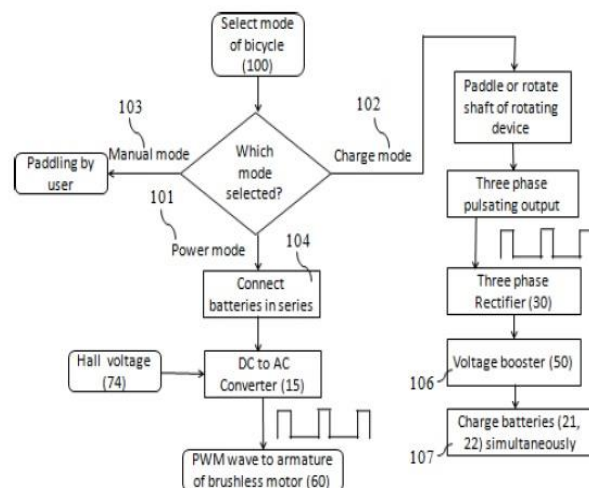 Select mode
of bicycle
(100)
103
102
Paddle or rotate
shaft of rotating
device
Paddling by
user
Manual mode
Which
mode
selected?
Charge mode
101
Three phase
pulsating output
Power mode
104
Connect
batteries in series
Three phase
Rectifier (30)
Hall voltage
(74)
DC to AC
Converter (15)
Voltage booster (50)
106
Charge batteries (21,
22) simultaneously
107
PWM wave to armature
of brushless motor (60)